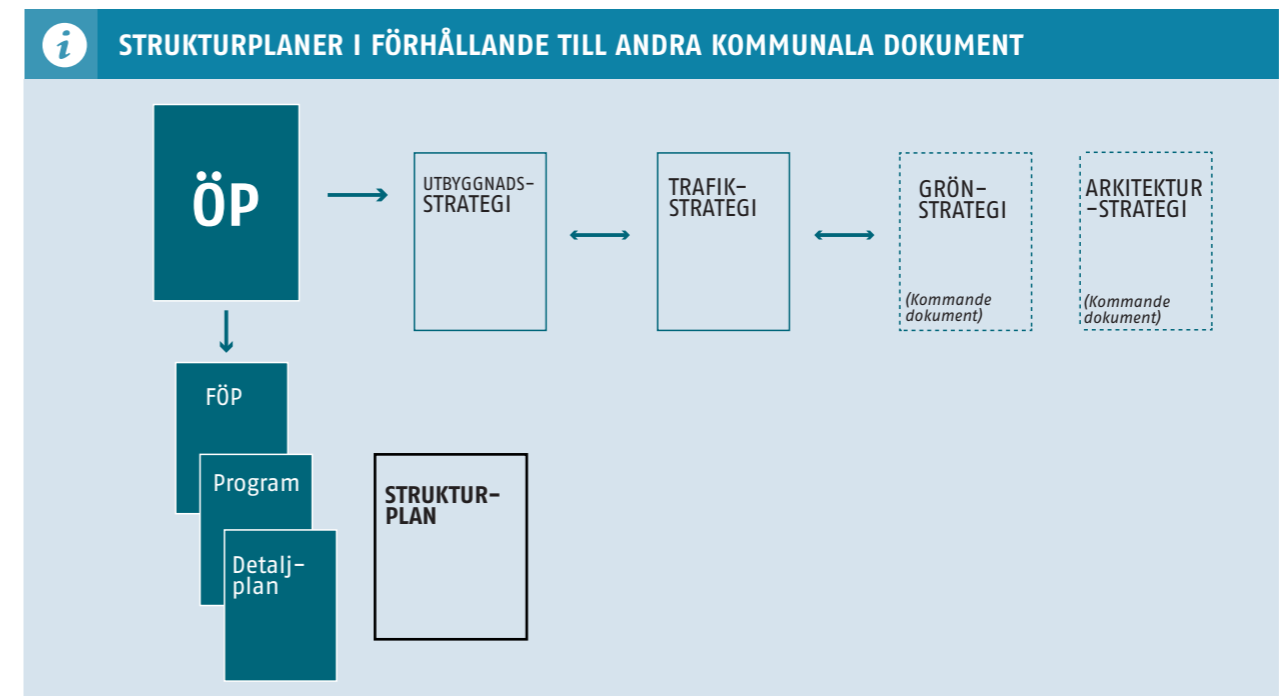 i
STRUKTURPLANER I FÖRHÅLLANDE TILL ANDRA KOMMUNALA DOKUMENT
ÖP
UTBYGGNADS–
STRATEGI
TRAFIK–
STRATEGI
GRÖN–
STRATEGI
(Kommande
dokument)
ARKITEKTUR
–STRATEGI
(Kommande
dokument)
FÖP
Program
Detalj–
plan
STRUKTUR–
PLAN